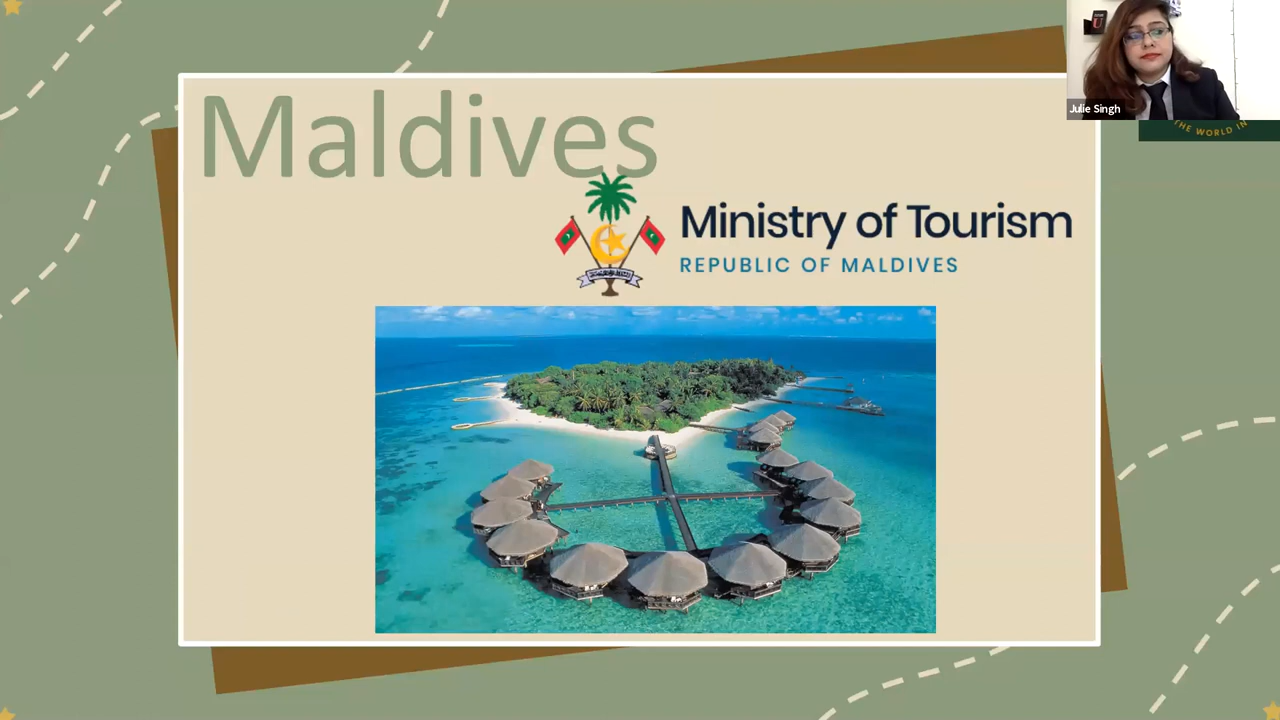 Maldives
Ministry of Tourism
REPUBLIC OF MALDIVES
Julie Singh
THE WORLD IN